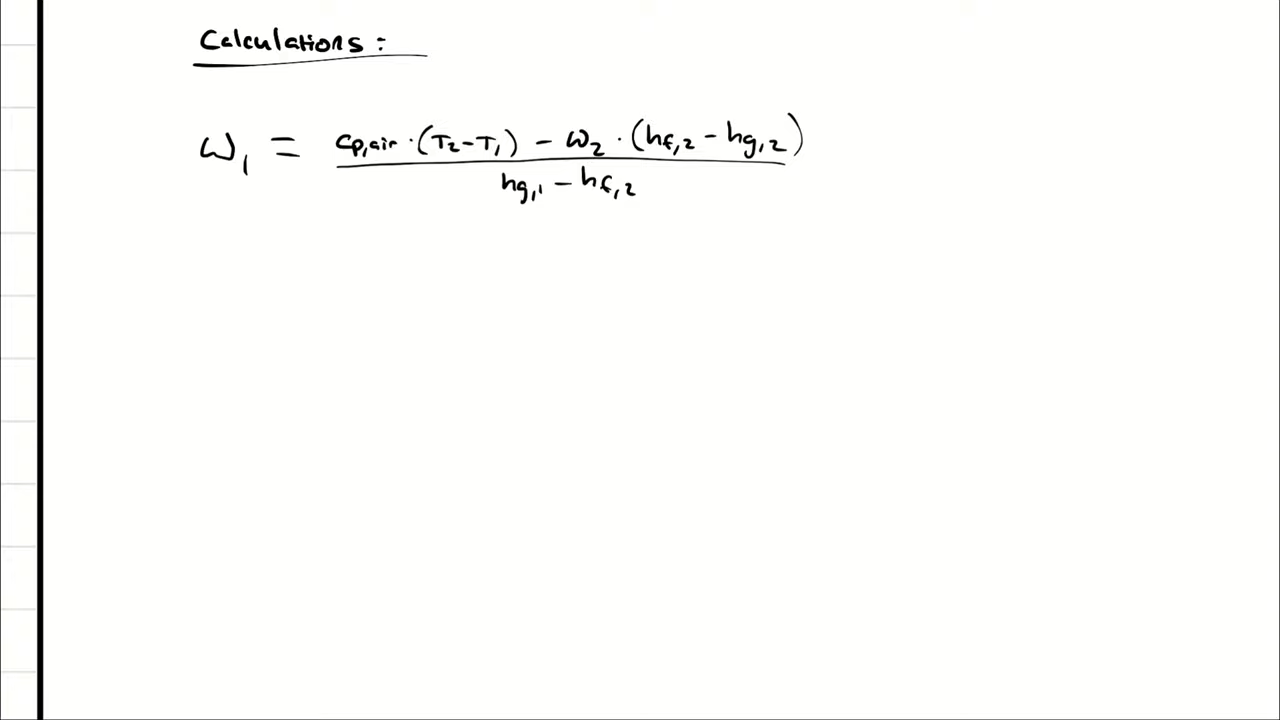 Calculations:
ω₁ = (cp,air · (T₂ - T₁) - ω₂ · (hf,2 - hg,2)) / (hg,1 - hf,2)